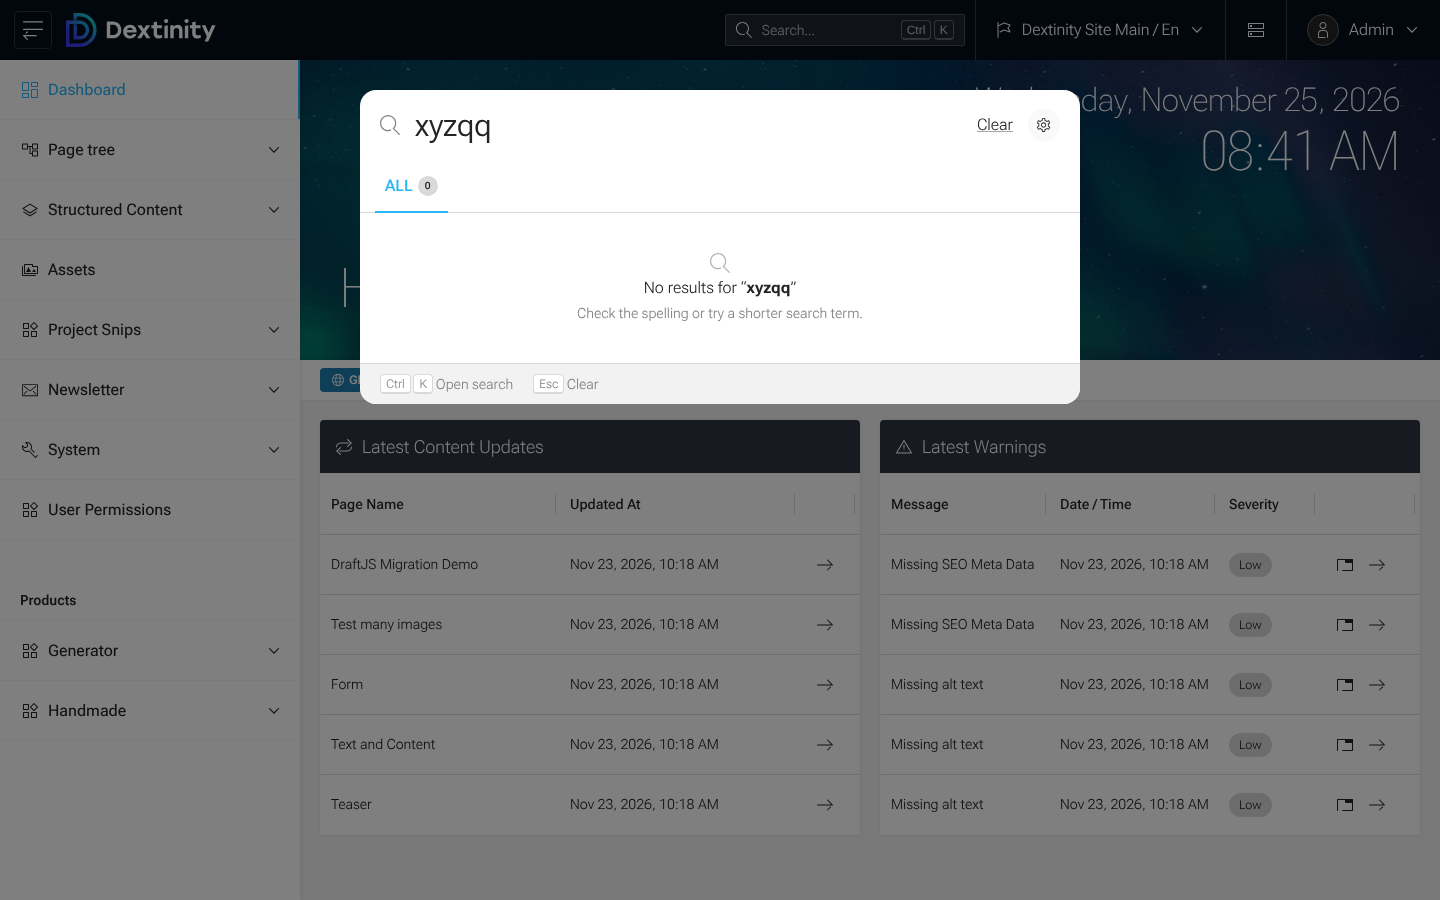 Dextinity
Search...
Ctrl K
Dextinity Site Main / En
Admin
Dashboard
Page tree
Structured Content
Assets
Project Snips
Newsletter
System
User Permissions
Products
Generator
Handmade
day, November 25, 2026
08:41 AM
xyzqq
Clear
ALL 0
No results for “xyzqq”
Check the spelling or try a shorter search term.
Ctrl K Open search Esc Clear
Latest Content Updates
Page Name Updated At
DraftJS Migration Demo Nov 23, 2026, 10:18 AM
Test many images Nov 23, 2026, 10:18 AM
Form Nov 23, 2026, 10:18 AM
Text and Content Nov 23, 2026, 10:18 AM
Teaser Nov 23, 2026, 10:18 AM
Latest Warnings
Message Date / Time Severity
Missing SEO Meta Data Nov 23, 2026, 10:18 AM Low
Missing SEO Meta Data Nov 23, 2026, 10:18 AM Low
Missing alt text Nov 23, 2026, 10:18 AM Low
Missing alt text Nov 23, 2026, 10:18 AM Low
Missing alt text Nov 23, 2026, 10:18 AM Low